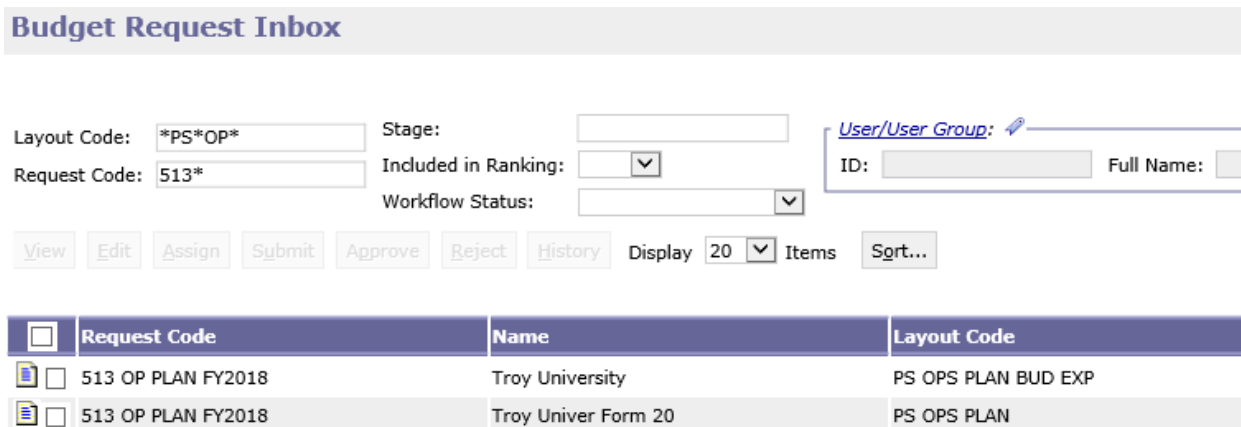 Budget Request Inbox
Layout Code: *PS*OP* Stage: User/User Group:
Request Code: 513* Included in Ranking: ID: Full Name:
Workflow Status:
View Edit Assign Submit Approve Reject History Display 20 Items Sort...
Request Code Name Layout Code
513 OP PLAN FY2018 Troy University PS OPS PLAN BUD EXP
513 OP PLAN FY2018 Troy Univer Form 20 PS OPS PLAN